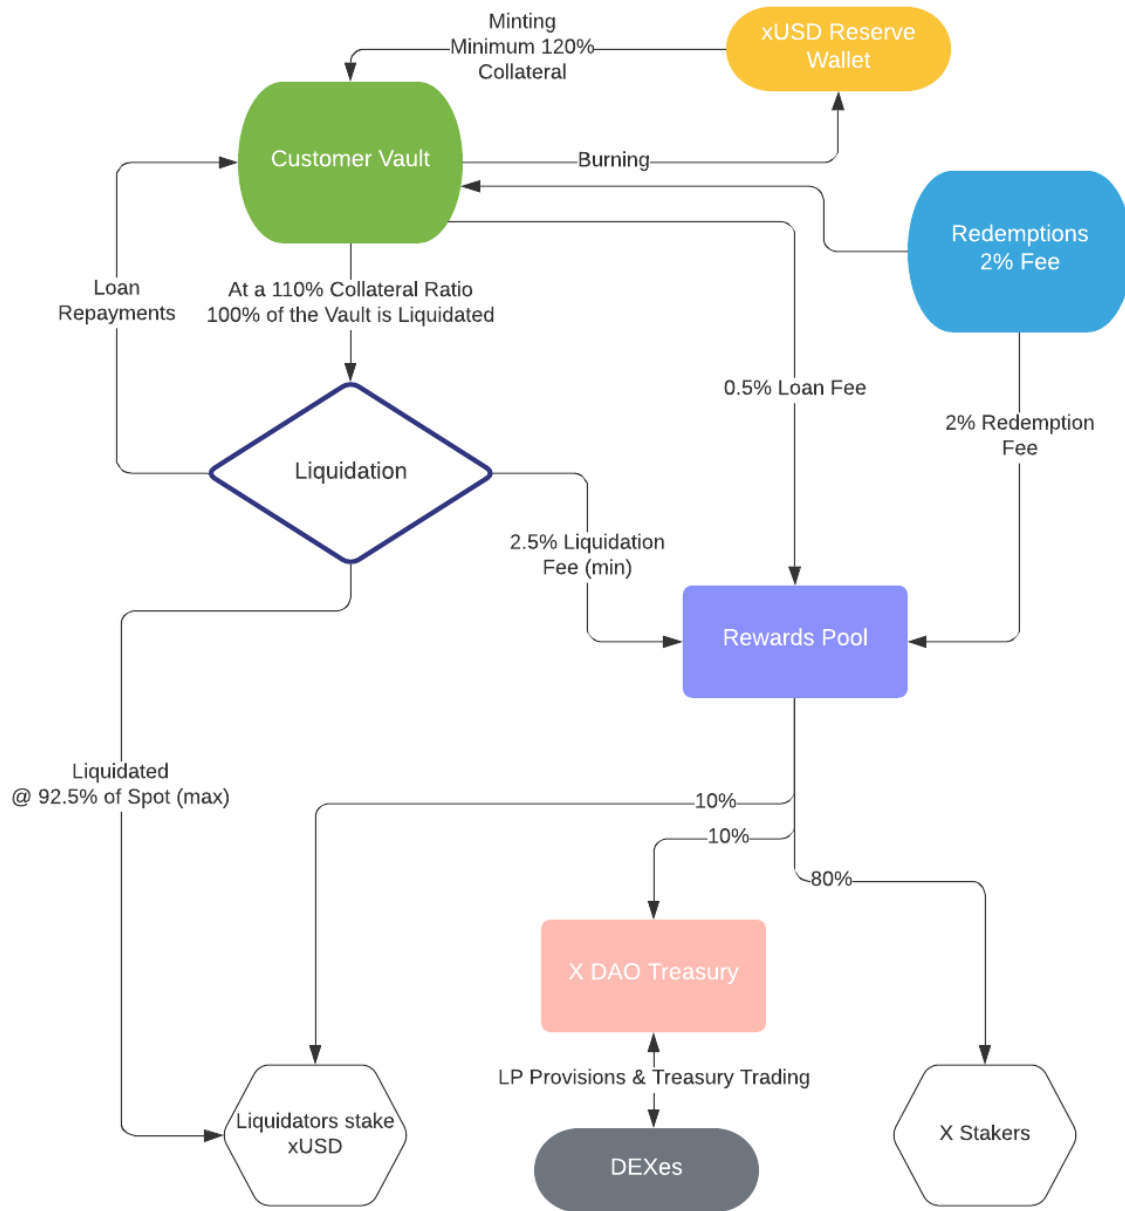 Minting
Minimum 120%
Collateral
xUSD Reserve
Wallet
Customer Vault
Burning
Redemptions
2% Fee
Loan
Repayments
At a 110% Collateral Ratio
100% of the Vault is Liquidated
0.5% Loan Fee
2% Redemption
Fee
Liquidation
2.5% Liquidation
Fee (min)
Rewards Pool
Liquidated
@ 92.5% of Spot (max)
10%
10%
80%
X DAO Treasury
LP Provisions & Treasury Trading
Liquidators stake
xUSD
DEXes
X Stakers